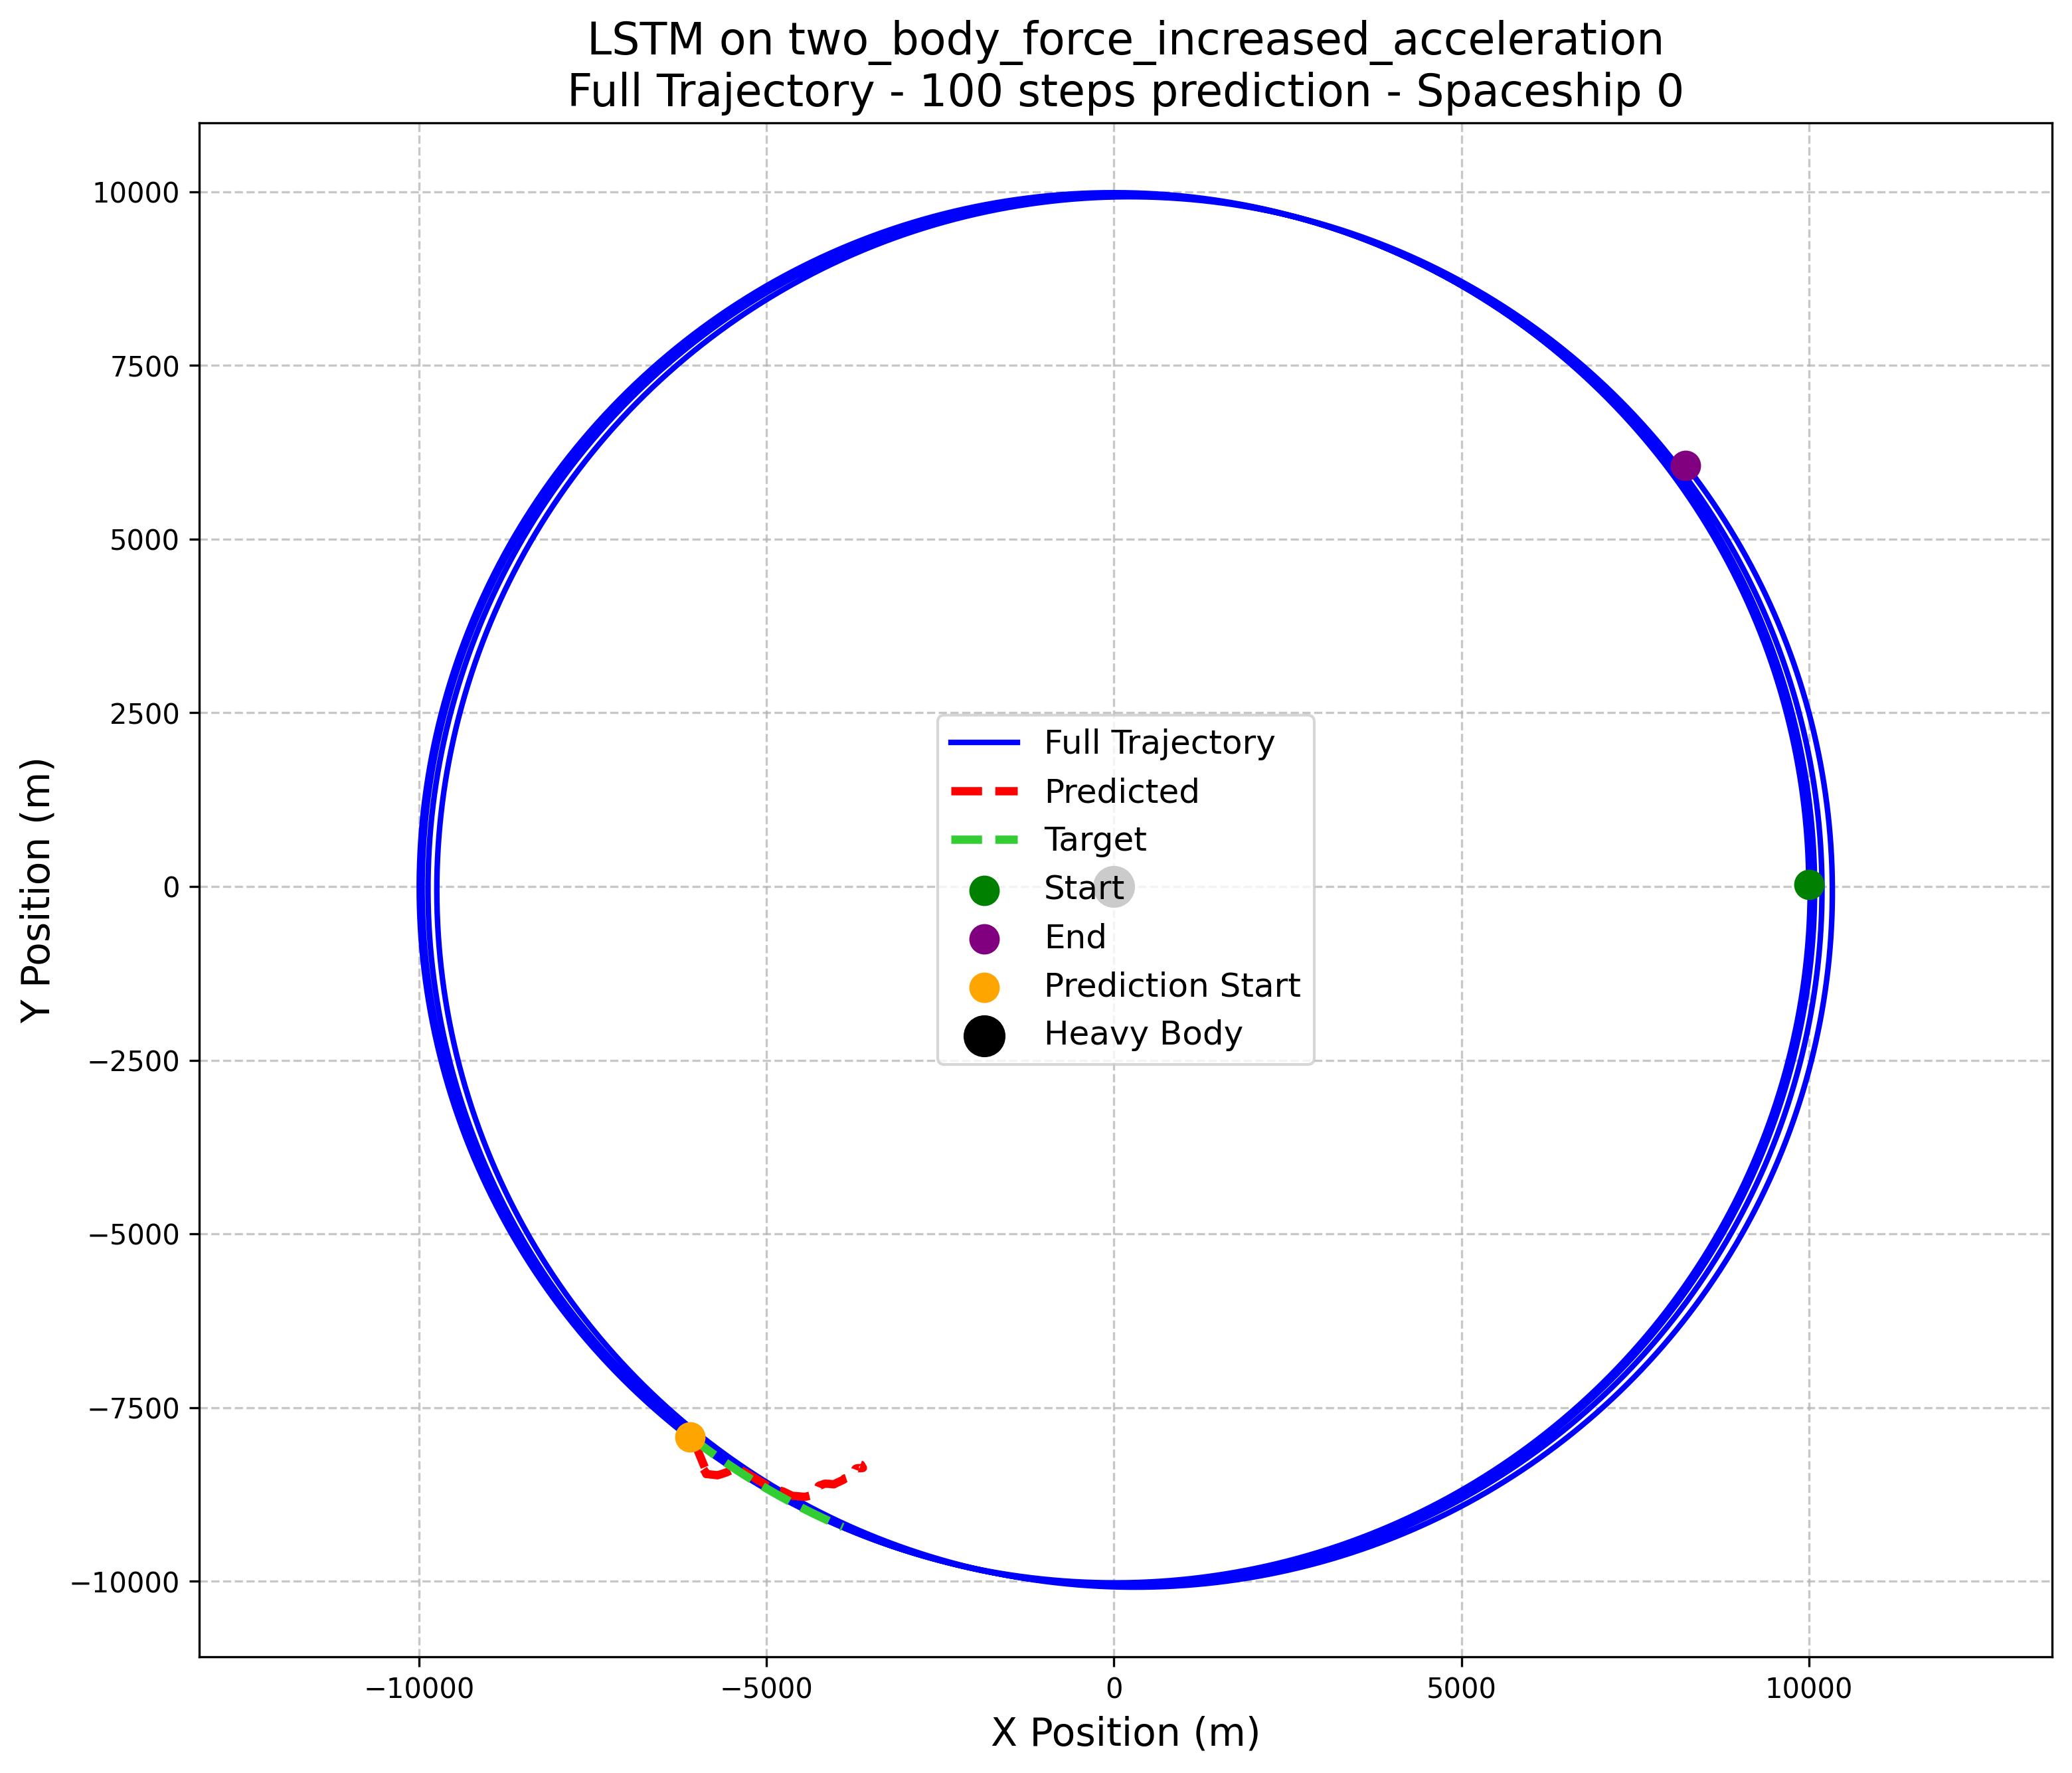 LSTM on two_body_force_increased_acceleration
Full Trajectory - 100 steps prediction - Spaceship 0
Y Position (m)
10000
7500
5000
2500
0
−2500
−5000
−7500
−10000
Full Trajectory
Predicted
Target
Start
End
Prediction Start
Heavy Body
−10000
−5000
0
5000
10000
X Position (m)